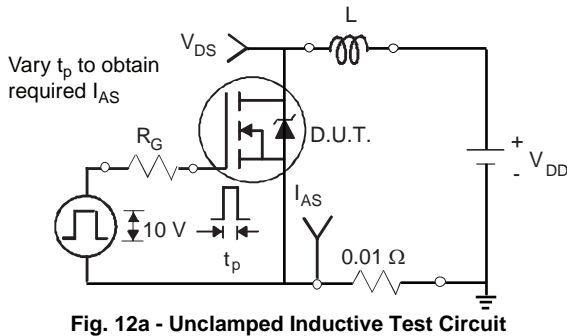 L
V_DS
Vary t_p to obtain
required I_AS
D.U.T.
R_G
+
V_DD
-
I_AS
10 V
t_p
0.01 Ω
Fig. 12a - Unclamped Inductive Test Circuit